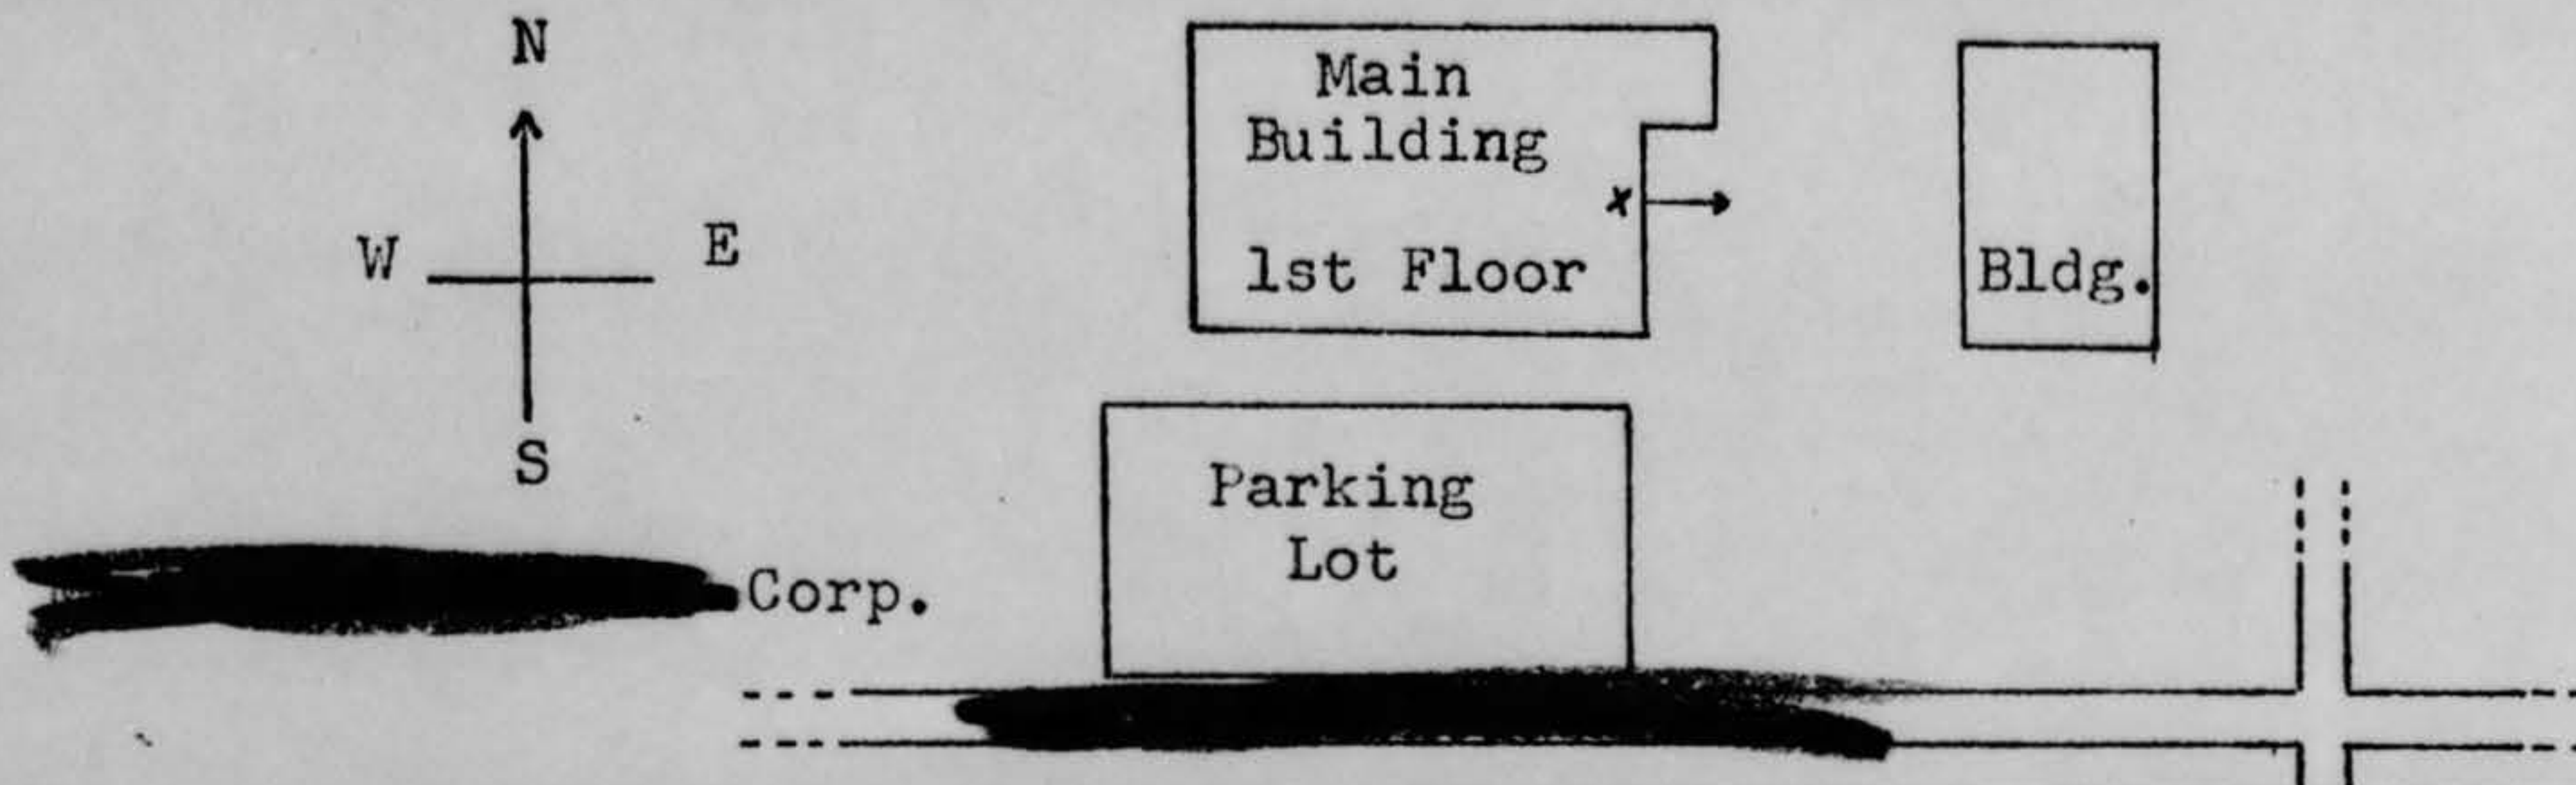 N
W E
S
Main
Building
x
1st Floor
Bldg.
Parking
Lot
Corp.